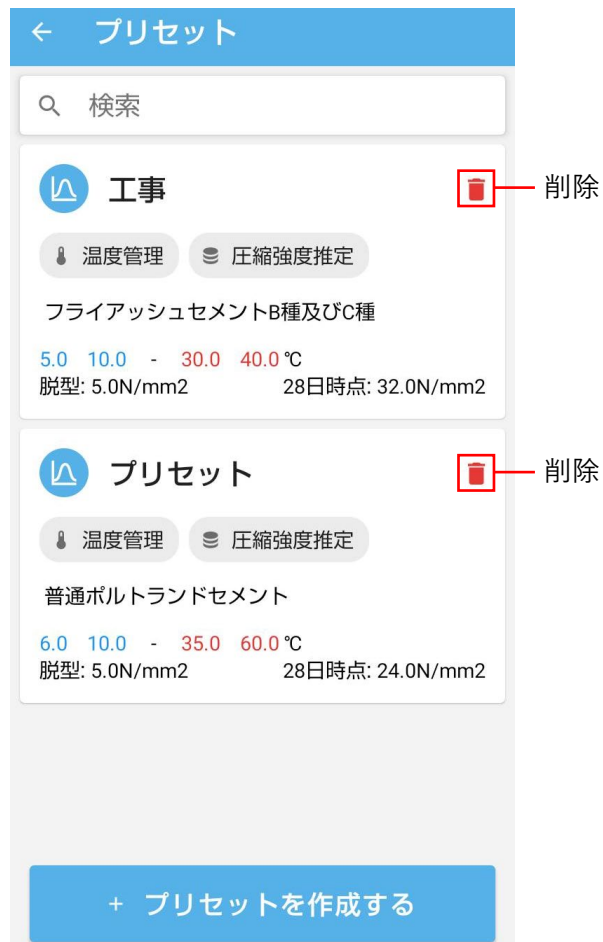 プリセット
検索
工事
削除
温度管理 圧縮強度推定
フライアッシュセメントB種及びC種
5.0 10.0 - 30.0 40.0 ℃
脱型: 5.0N/mm2 28日時点: 32.0N/mm2
プリセット
削除
温度管理 圧縮強度推定
普通ポルトランドセメント
6.0 10.0 - 35.0 60.0 ℃
脱型: 5.0N/mm2 28日時点: 24.0N/mm2
+ プリセットを作成する